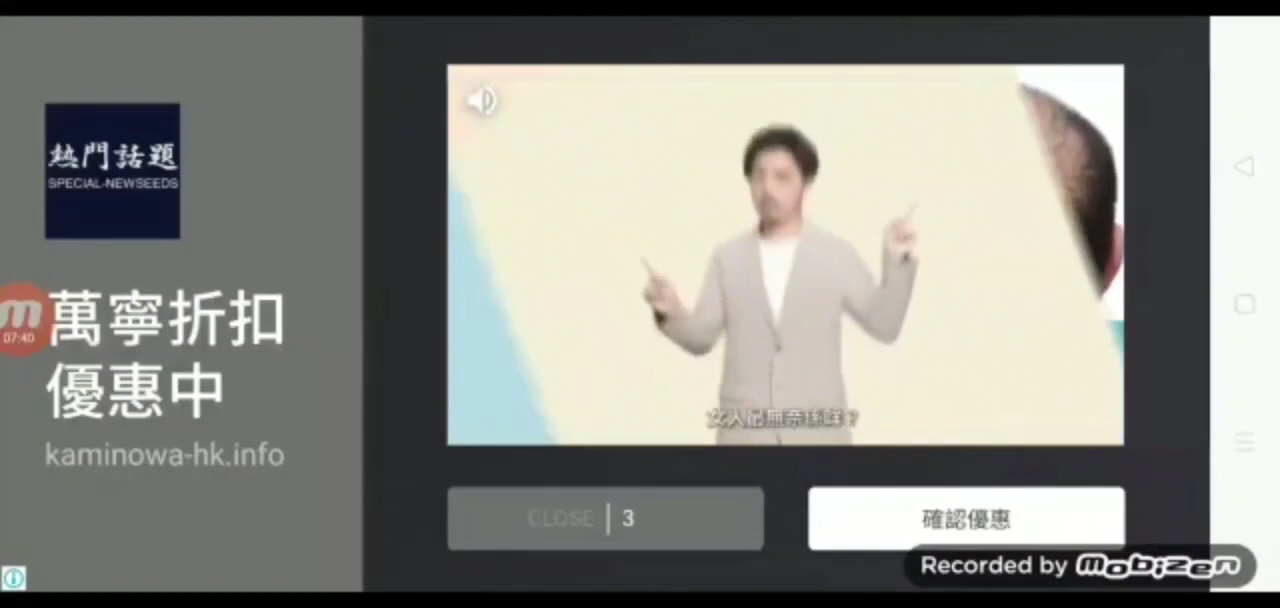 熱門話題
SPECIAL-NEWSEEDS
萬寧折扣
優惠中
m
07:40
kaminowa-hk.info
CLOSE | 3
確認優惠
Recorded by mobizen